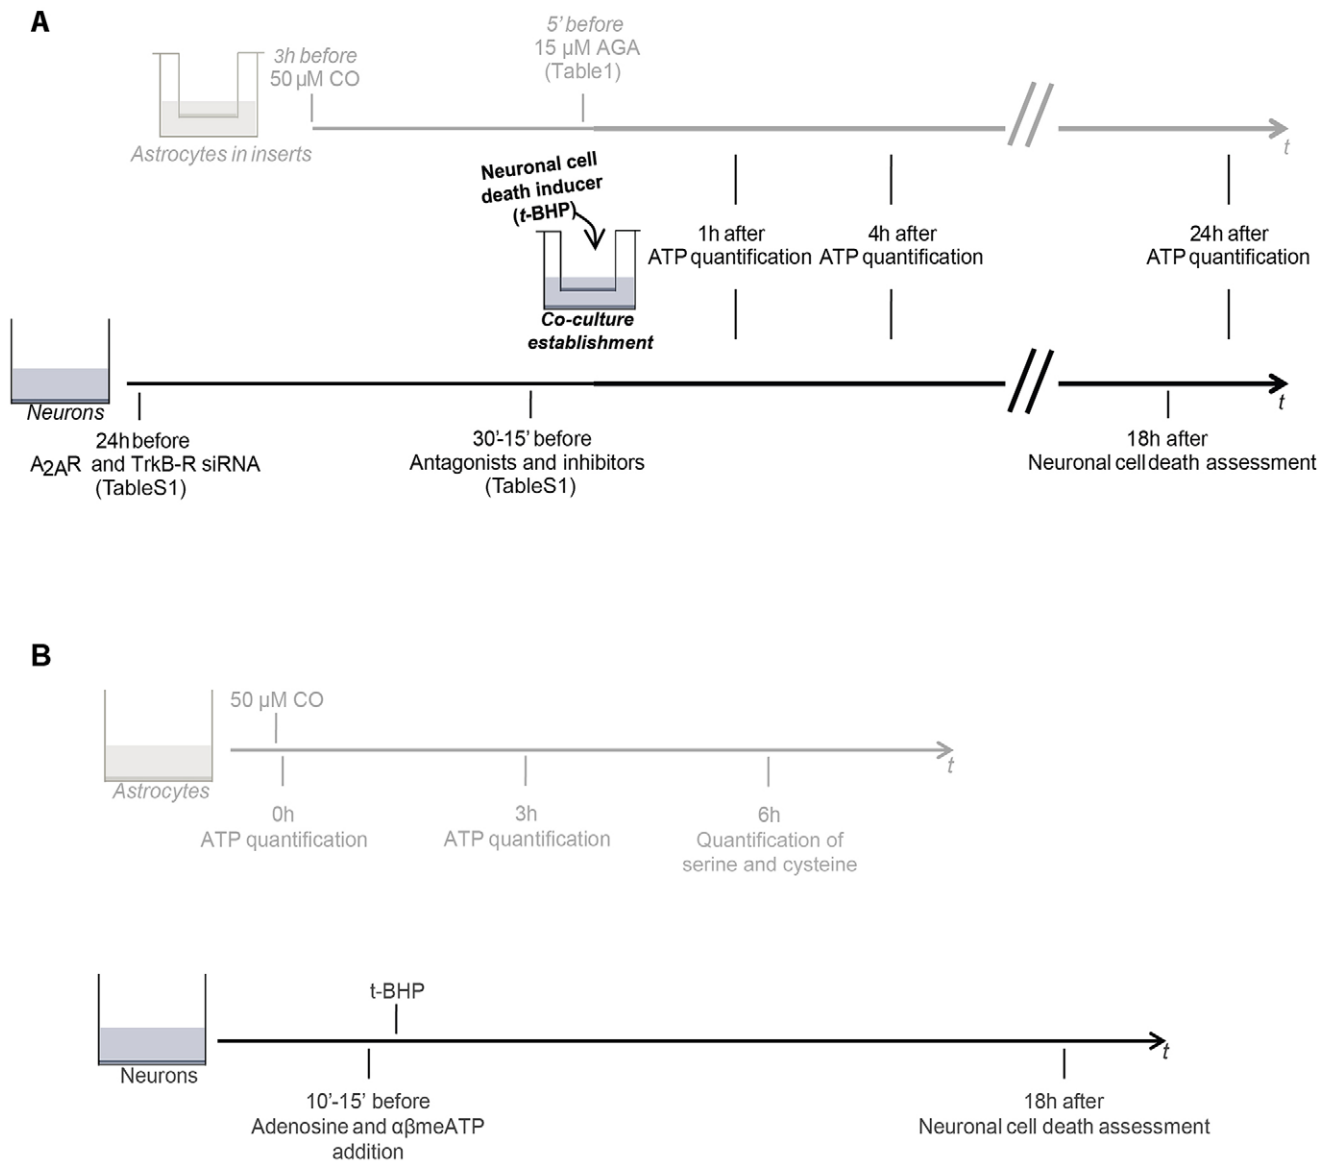 A
3h before
50 µM CO
5’ before
15 µM AGA
(Table1)
Astrocytes in inserts
t
Neuronal cell
death inducer
(t-BHP)
1h after
ATP quantification
4h after
ATP quantification
24h after
ATP quantification
Co-culture
establishment
Neurons
t
24h before
A2AR and TrkB-R siRNA
(TableS1)
30’-15’ before
Antagonists and inhibitors
(TableS1)
18h after
Neuronal cell death assessment
B
50 µM CO
Astrocytes
t
0h
ATP quantification
3h
ATP quantification
6h
Quantification of
serine and cysteine
t-BHP
Neurons
t
10’-15’ before
Adenosine and αβmeATP
addition
18h after
Neuronal cell death assessment